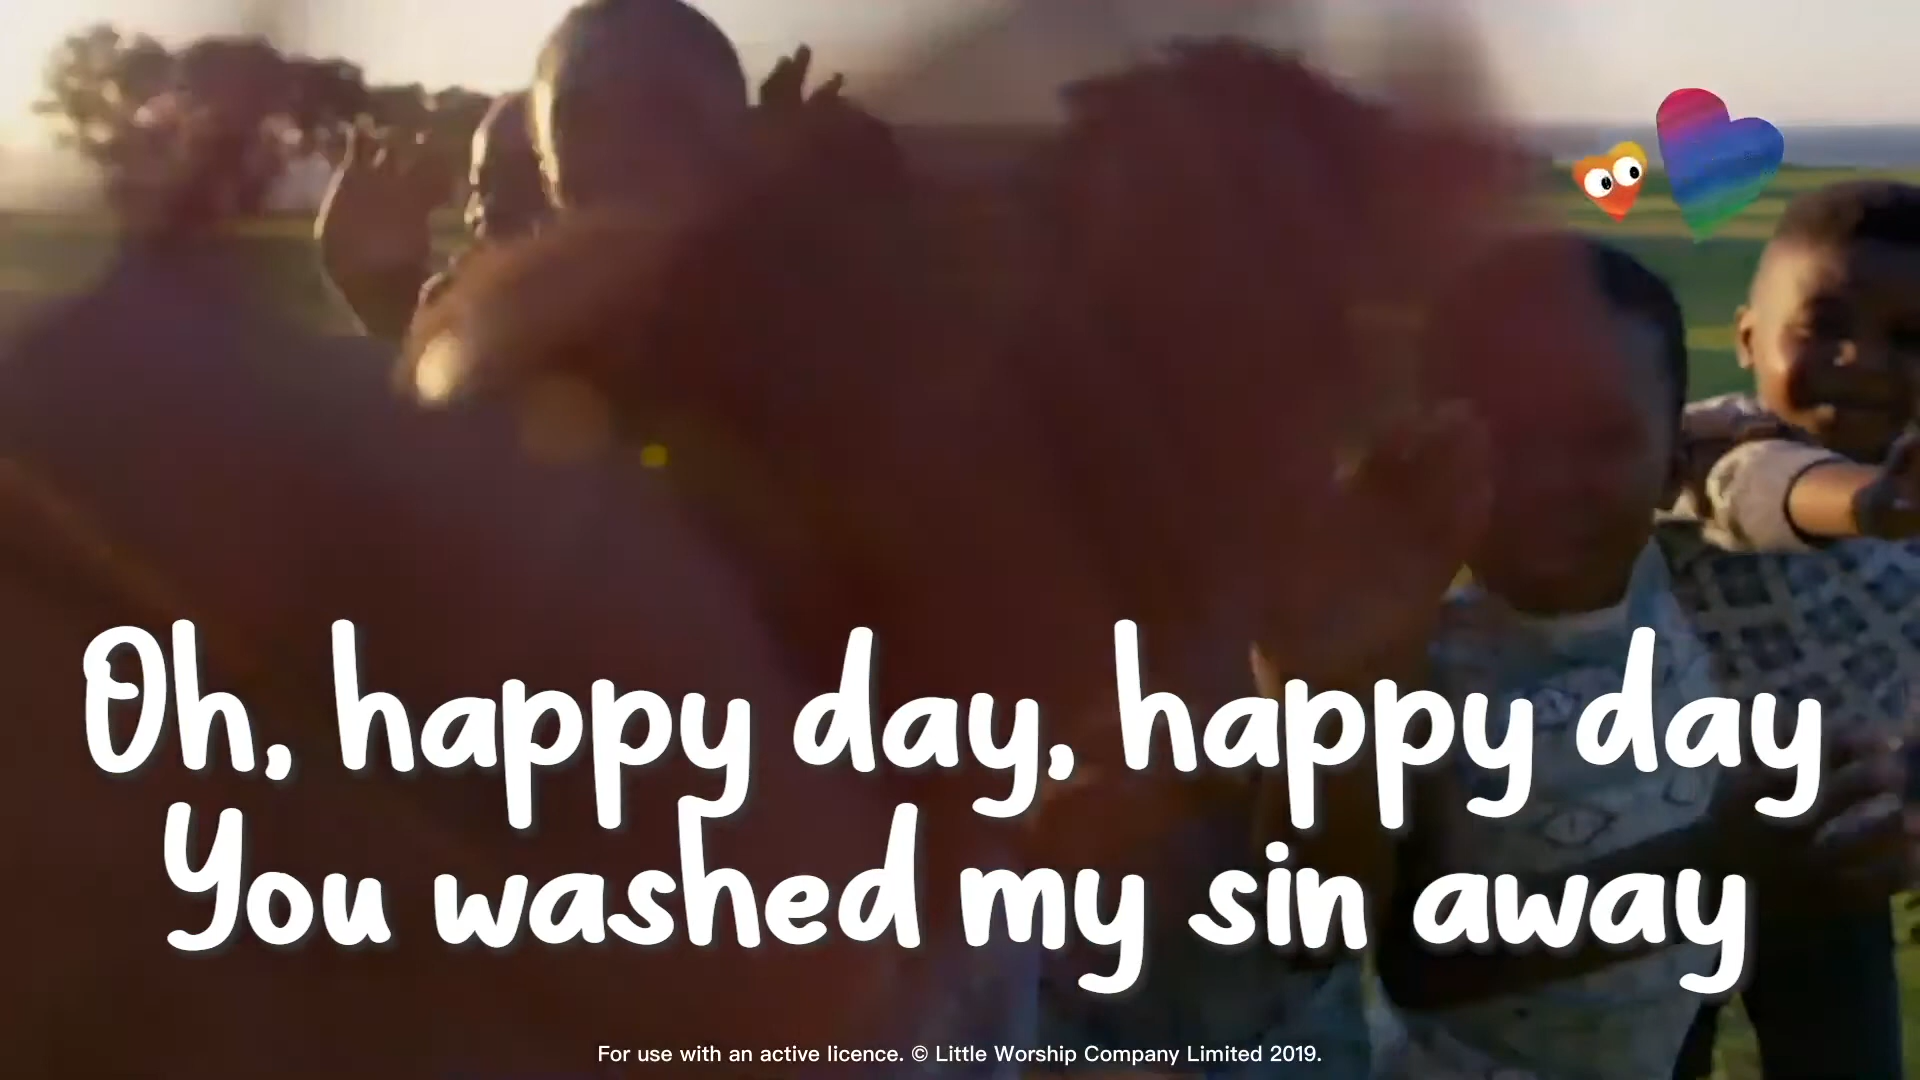 Oh, happy day, happy day
You washed my sin away
For use with an active licence. © Little Worship Company Limited 2019.